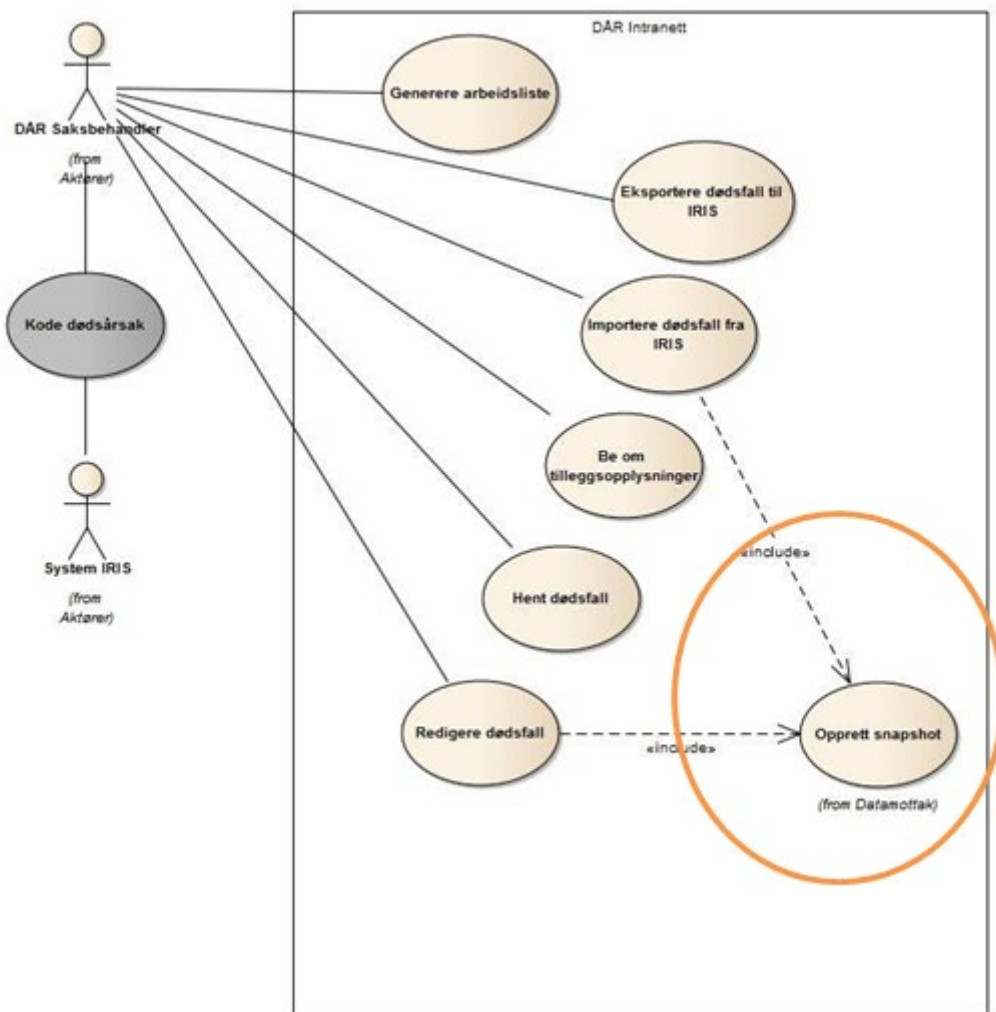 DÅR Intranett
Generere arbeidsliste
DÅR Saksbehandler
(from
Aktører)
Eksportere dødsfall til
IRIS
Kode dødsårsak
Importere dødsfall fra
IRIS
Be om
tilleggsopplysninger
System IRIS
(from
Aktører)
«include»
Hent dødsfall
Redigere dødsfall
«include»
Opprett snapshot
(from Datamottak)